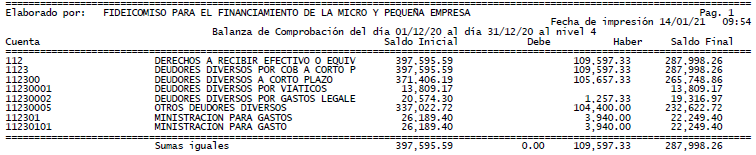 Elaborado por: FIDEICOMISO PARA EL FINANCIAMIENTO DE LA MICRO Y PEQUEÑA EMPRESA Pag. 1
Fecha de impresión 14/01/21 09:54
Balanza de Comprobación del día 01/12/20 al día 31/12/20 al nivel 4
Cuenta Saldo Inicial Debe Haber Saldo Final
112 DERECHOS A RECIBIR EFECTIVO O EQUIV 397,595.59 109,597.33 287,998.26
1123 DEUDORES DIVERSOS POR COB A CORTO P 397,595.59 109,597.33 287,998.26
112300 DEUDORES DIVERSOS A CORTO PLAZO 371,406.19 105,657.33 265,748.86
11230001 DEUDORES DIVERSOS POR VIATICOS 13,809.17 13,809.17
11230002 DEUDORES DIVERSOS POR GASTOS LEGALE 20,574.30 1,257.33 19,316.97
11230005 OTROS DEUDORES DIVERSOS 337,022.72 104,400.00 232,622.72
112301 MINISTRACION PARA GASTOS 26,189.40 3,940.00 22,249.40
11230101 MINISTRACION PARA GASTO 26,189.40 3,940.00 22,249.40
Sumas iguales 397,595.59 0.00 109,597.33 287,998.26